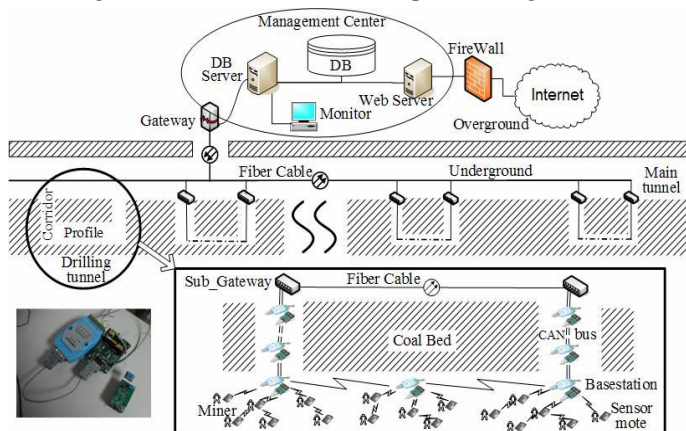 Management Center
DB
Server
DB
FireWall
Web Server
Internet
Monitor
Gateway
Overground
Fiber Cable
Underground
Main
tunnel
Corridor
Profile
Drilling
tunnel
Sub_Gateway
Fiber Cable
Coal Bed
CAN bus
Basestation
Miner
Sensor
mote